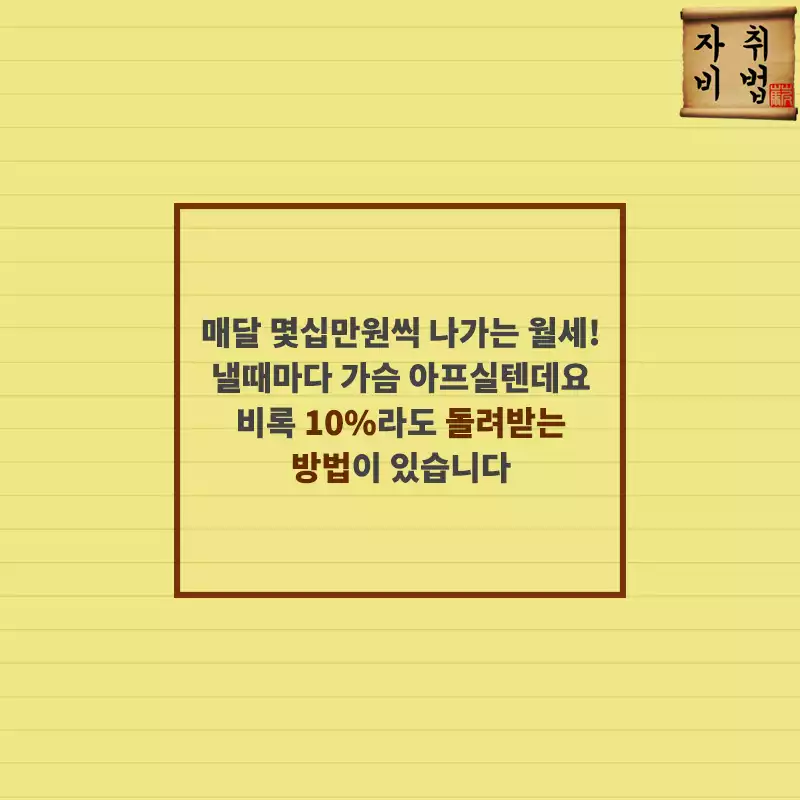 자취
비법
매달 몇십만원씩 나가는 월세!
낼때마다 가슴 아프실텐데요
비록 10%라도 돌려받는
방법이 있습니다